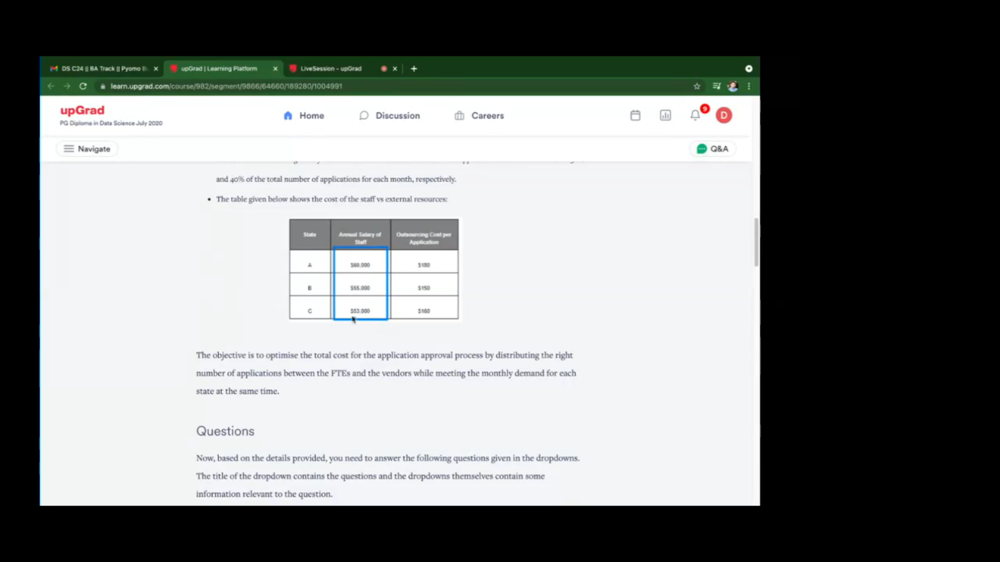 DS C24 || BA Track || Pyomo
upGrad | Learning Platform
LiveSession - upGrad
learn.upgrad.com/course/982/segment/9866/64660/189280/1004991
upGrad
PG Diploma in Data Science July 2020
Home
Discussion
Careers
9
D
Navigate
Q&A
and 40% of the total number of applications for each month, respectively.
• The table given below shows the cost of the staff vs external resources:
State
Annual Salary of
Staff
Outsourcing Cost per
Application
A
$60,000
$180
B
$55,000
$150
C
$53,000
$160
The objective is to optimise the total cost for the application approval process by distributing the right
number of applications between the FTEs and the vendors while meeting the monthly demand for each
state at the same time.
Questions
Now, based on the details provided, you need to answer the following questions given in the dropdowns.
The title of the dropdown contains the questions and the dropdowns themselves contain some
information relevant to the question.